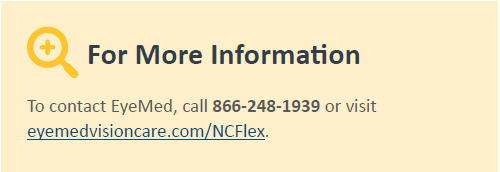 For More Information
To contact EyeMed, call 866-248-1939 or visit
eyemedvisioncare.com/NCFlex.